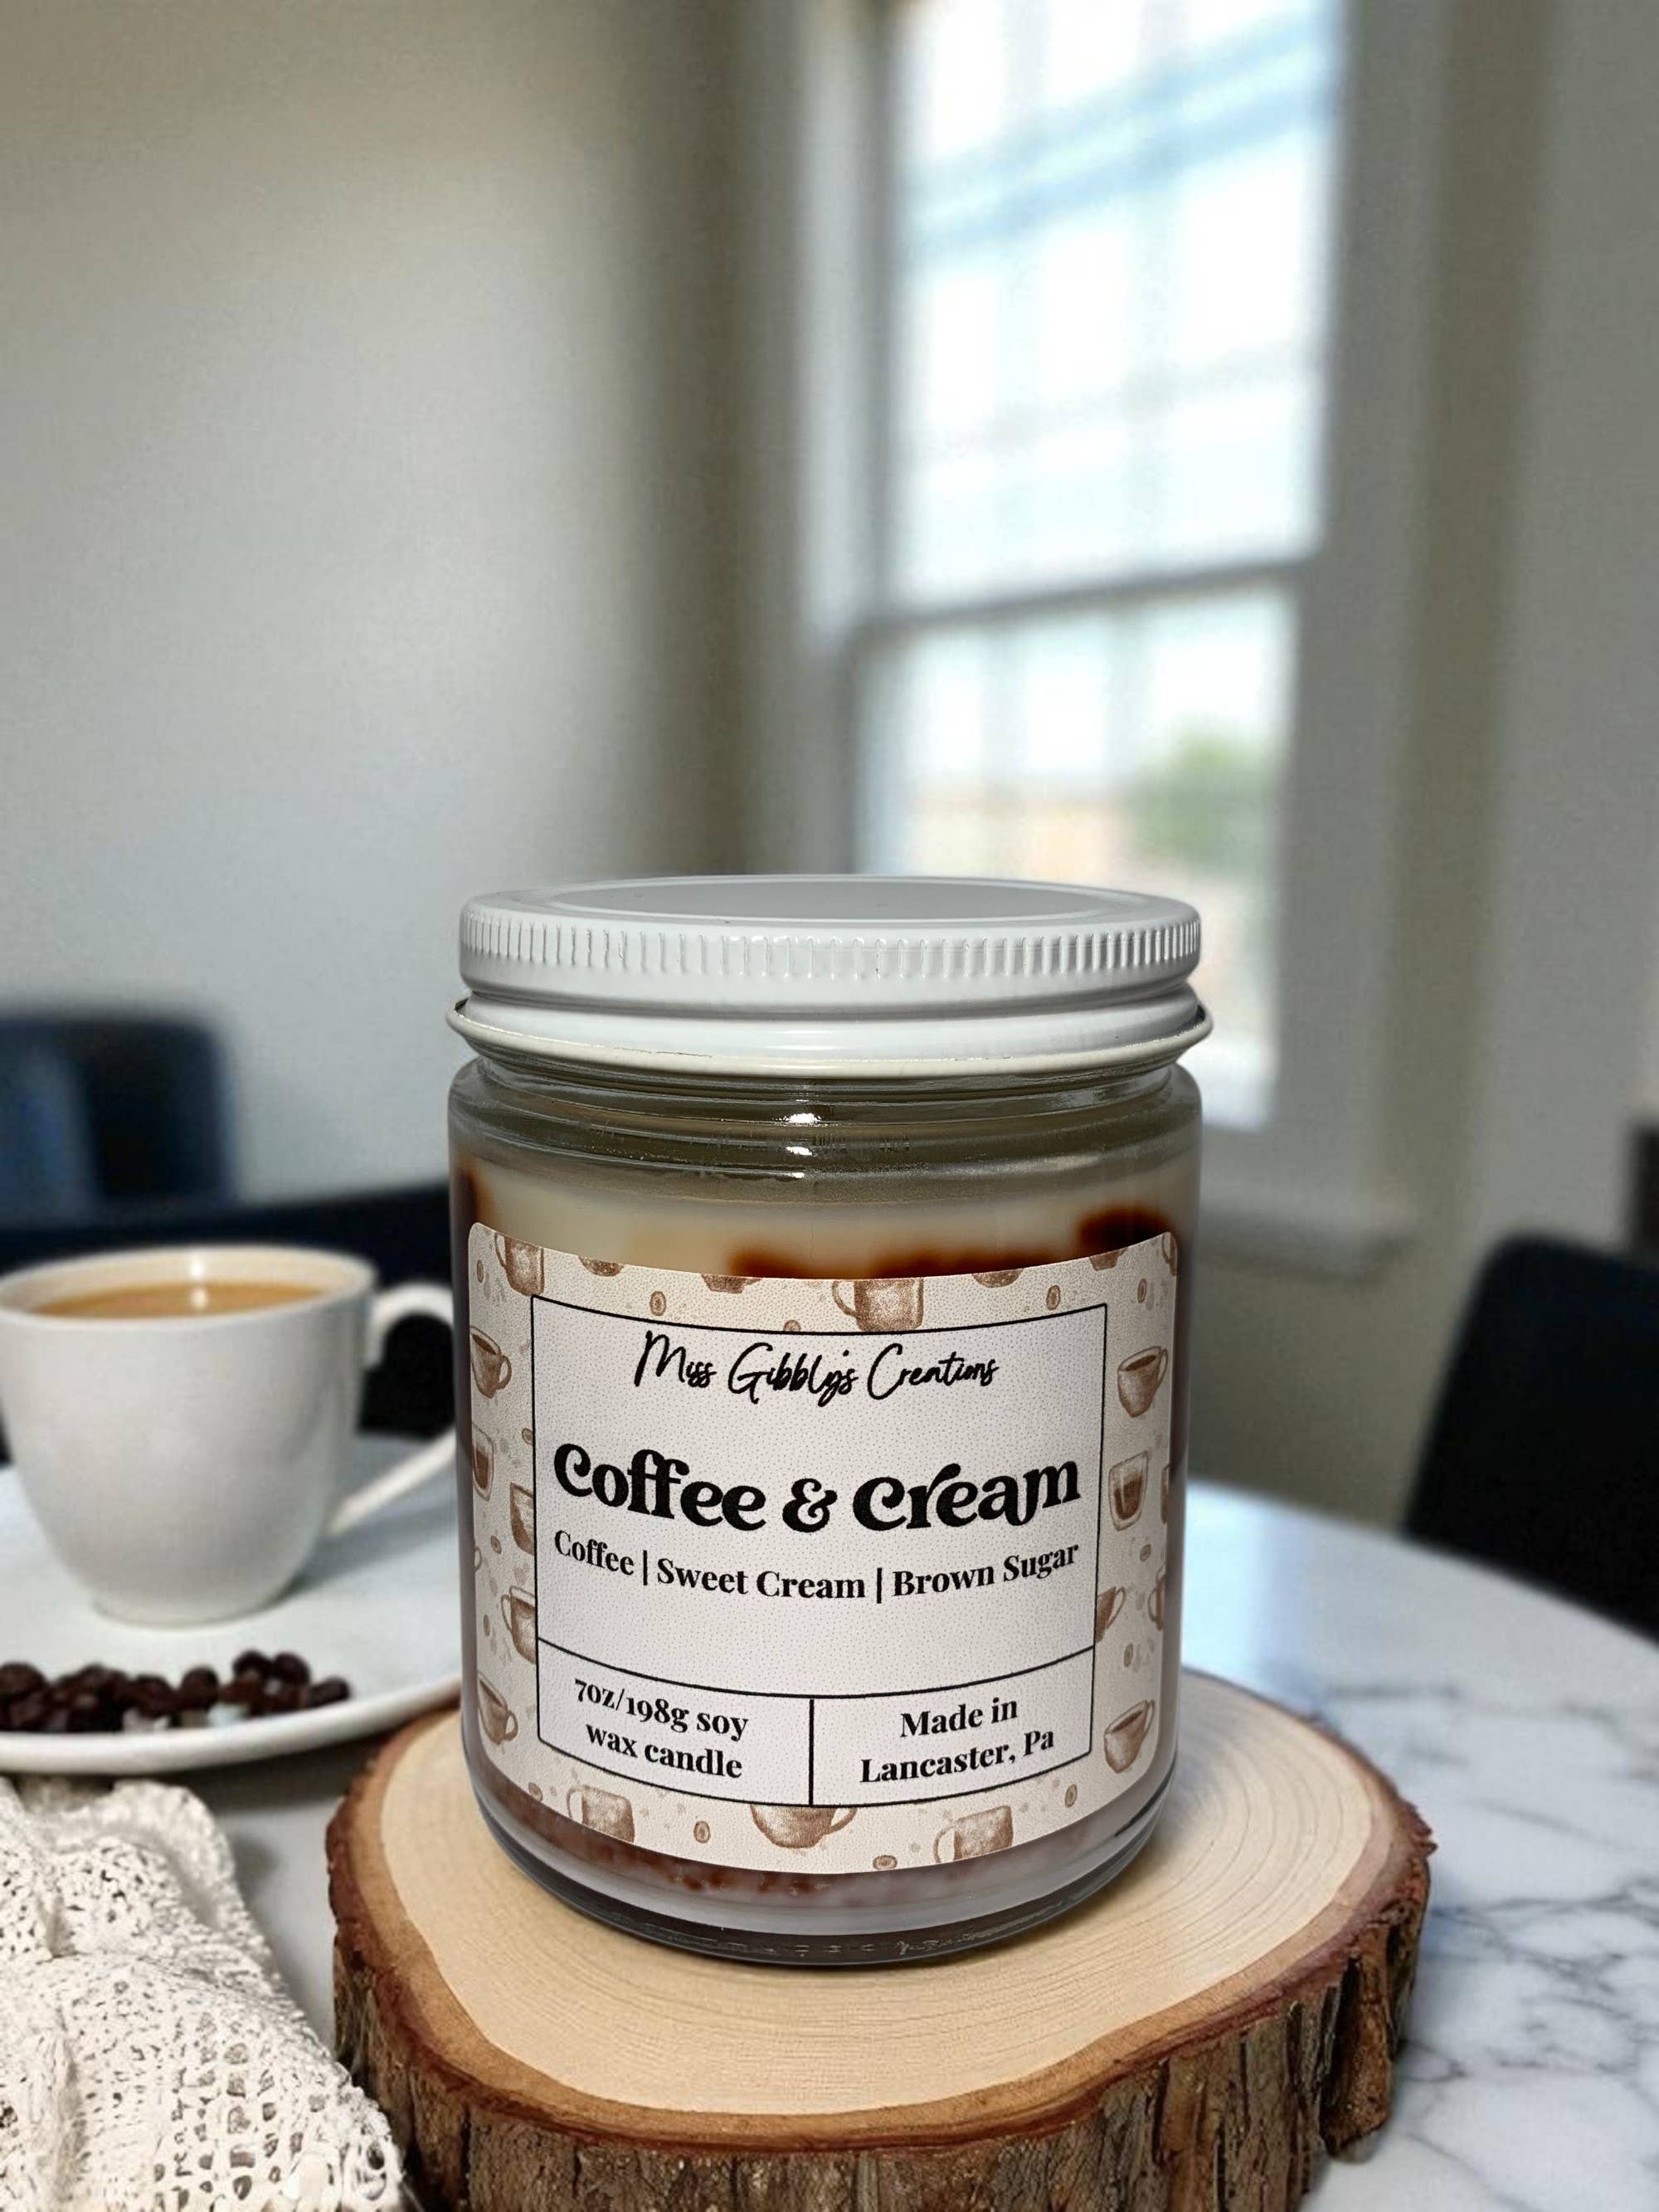 Miss Gibbly's Creations
Coffee & Cream
Coffee | Sweet Cream | Brown Sugar
7oz/198g soy
wax candle
Made in
Lancaster, Pa